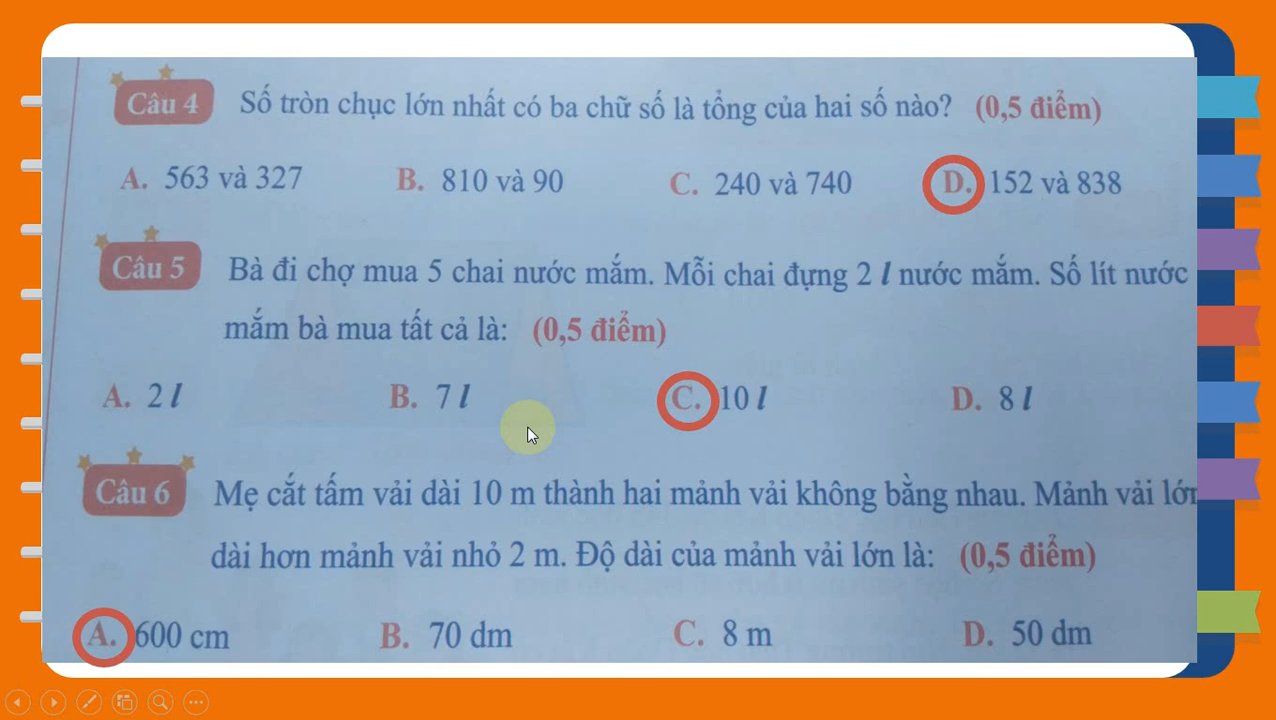 Câu 4 Số tròn chục lớn nhất có ba chữ số là tổng của hai số nào? (0,5 điểm)
A. 563 và 327 B. 810 và 90 C. 240 và 740 D. 152 và 838
Câu 5 Bà đi chợ mua 5 chai nước mắm. Mỗi chai đựng 2 l nước mắm. Số lít nước
mắm bà mua tất cả là: (0,5 điểm)
A. 2 l B. 7 l C. 10 l D. 8 l
Câu 6 Mẹ cắt tấm vải dài 10 m thành hai mảnh vải không bằng nhau. Mảnh vải lớn
dài hơn mảnh vải nhỏ 2 m. Độ dài của mảnh vải lớn là: (0,5 điểm)
A. 600 cm B. 70 dm C. 8 m D. 50 dm